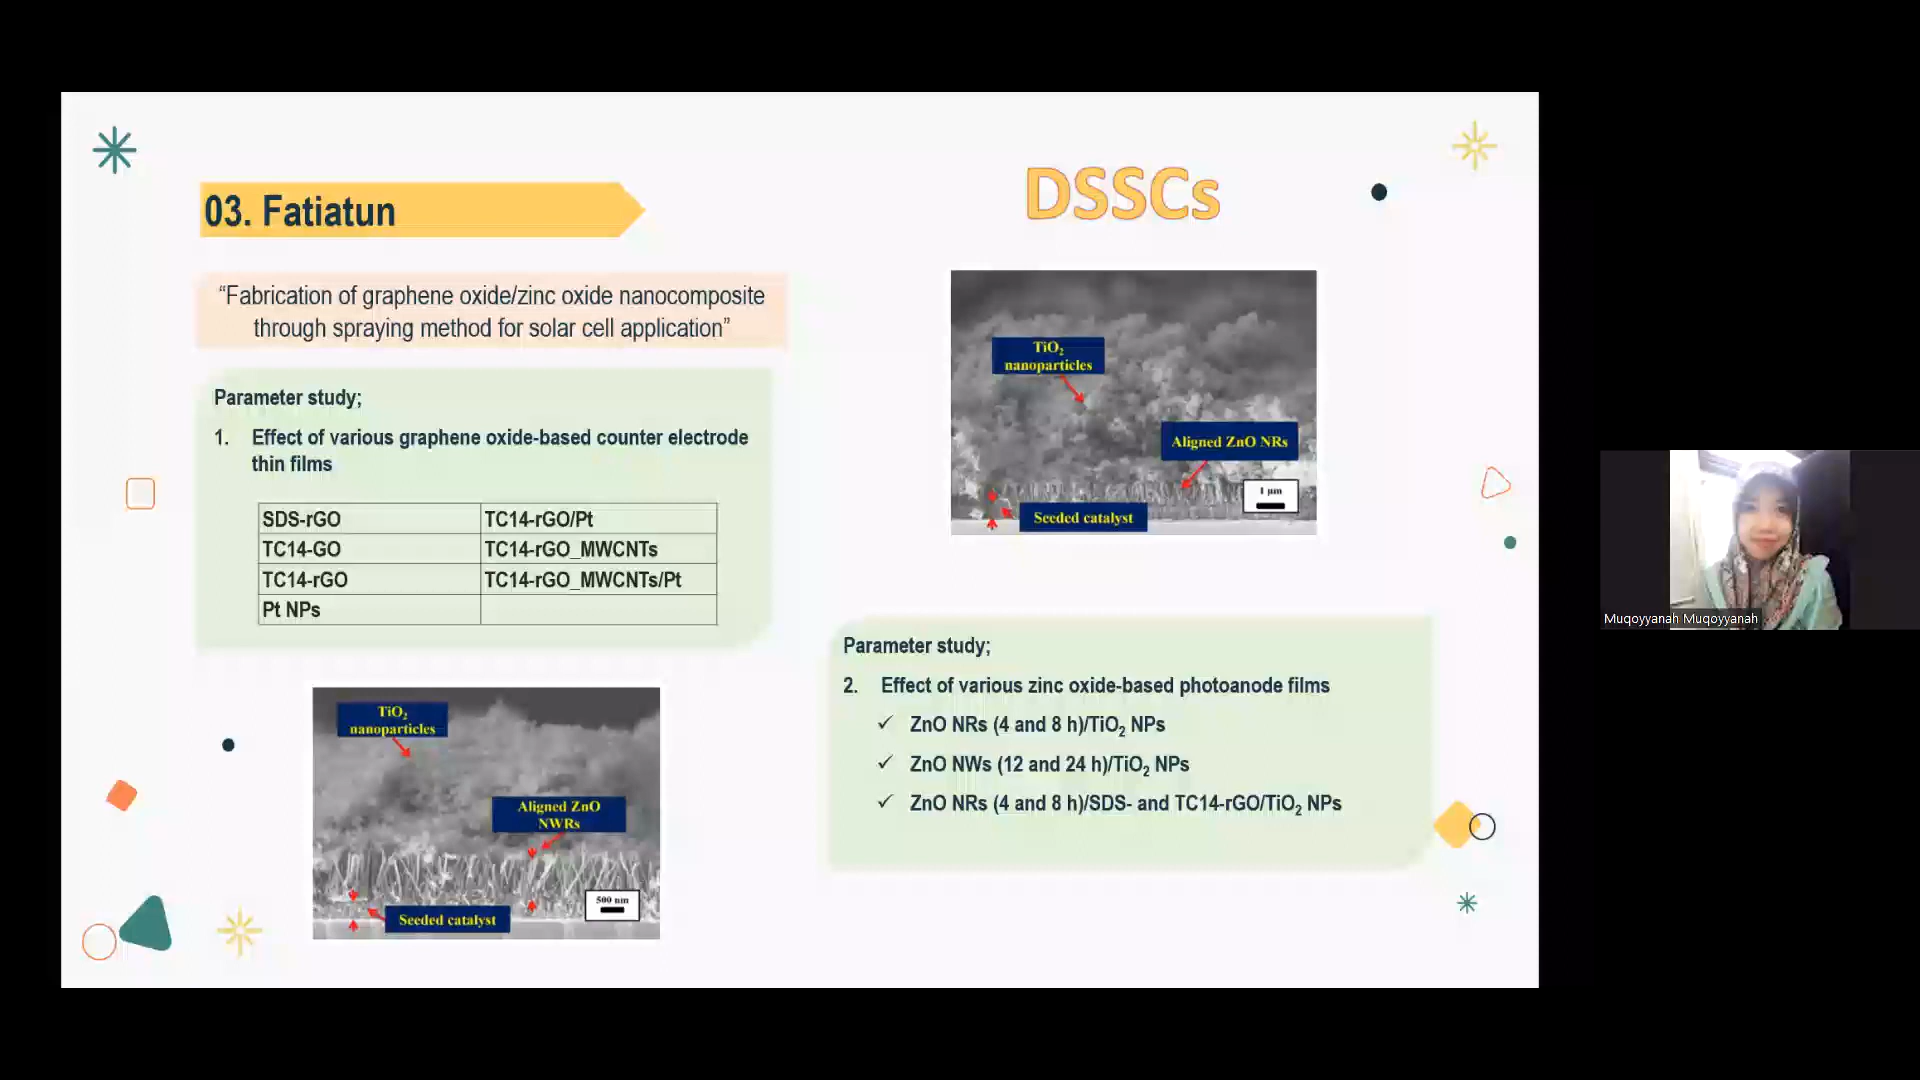 03. Fatiatun
DSSCs
“Fabrication of graphene oxide/zinc oxide nanocomposite
through spraying method for solar cell application”
Parameter study;
1. Effect of various graphene oxide-based counter electrode
thin films
SDS-rGO TC14-rGO/Pt
TC14-GO TC14-rGO_MWCNTs
TC14-rGO TC14-rGO_MWCNTs/Pt
Pt NPs
TiO2
nanoparticles
Aligned ZnO
NWRs
500 nm
Seeded catalyst
TiO2
nanoparticles
Aligned ZnO NRs
1 µm
Seeded catalyst
Parameter study;
2. Effect of various zinc oxide-based photoanode films
✓ ZnO NRs (4 and 8 h)/TiO2 NPs
✓ ZnO NWs (12 and 24 h)/TiO2 NPs
✓ ZnO NRs (4 and 8 h)/SDS- and TC14-rGO/TiO2 NPs
Muqoyyanah Muqoyyanah